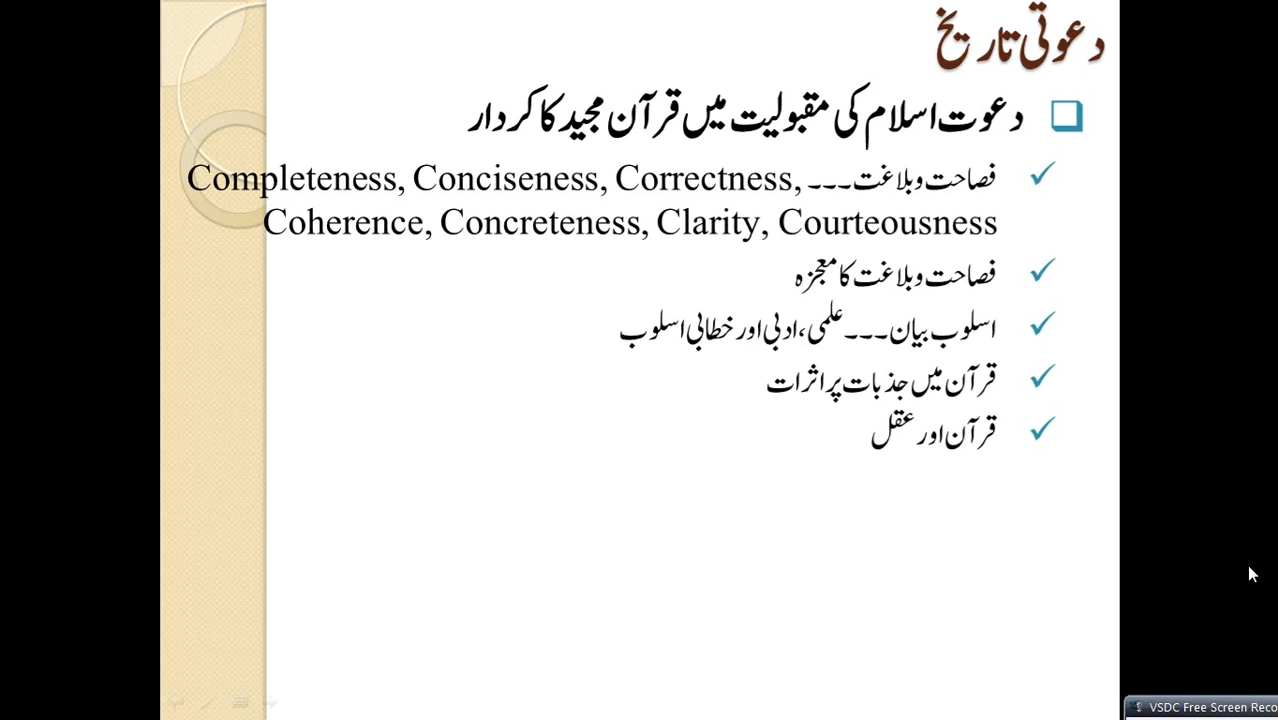 دعوتی تاریخ
دعوت اسلام کی مقبولیت میں قرآن مجید کا کردار
فصاحت و بلاغت۔۔۔ Completeness, Conciseness, Correctness,
Coherence, Concreteness, Clarity, Courteousness
فصاحت و بلاغت کا معجزہ
اسلوب بیان۔۔۔ علمی، ادبی اور خطابی اسلوب
قرآن میں جذبات پر اثرات
قرآن اور عقل
VSDC Free Screen Reco